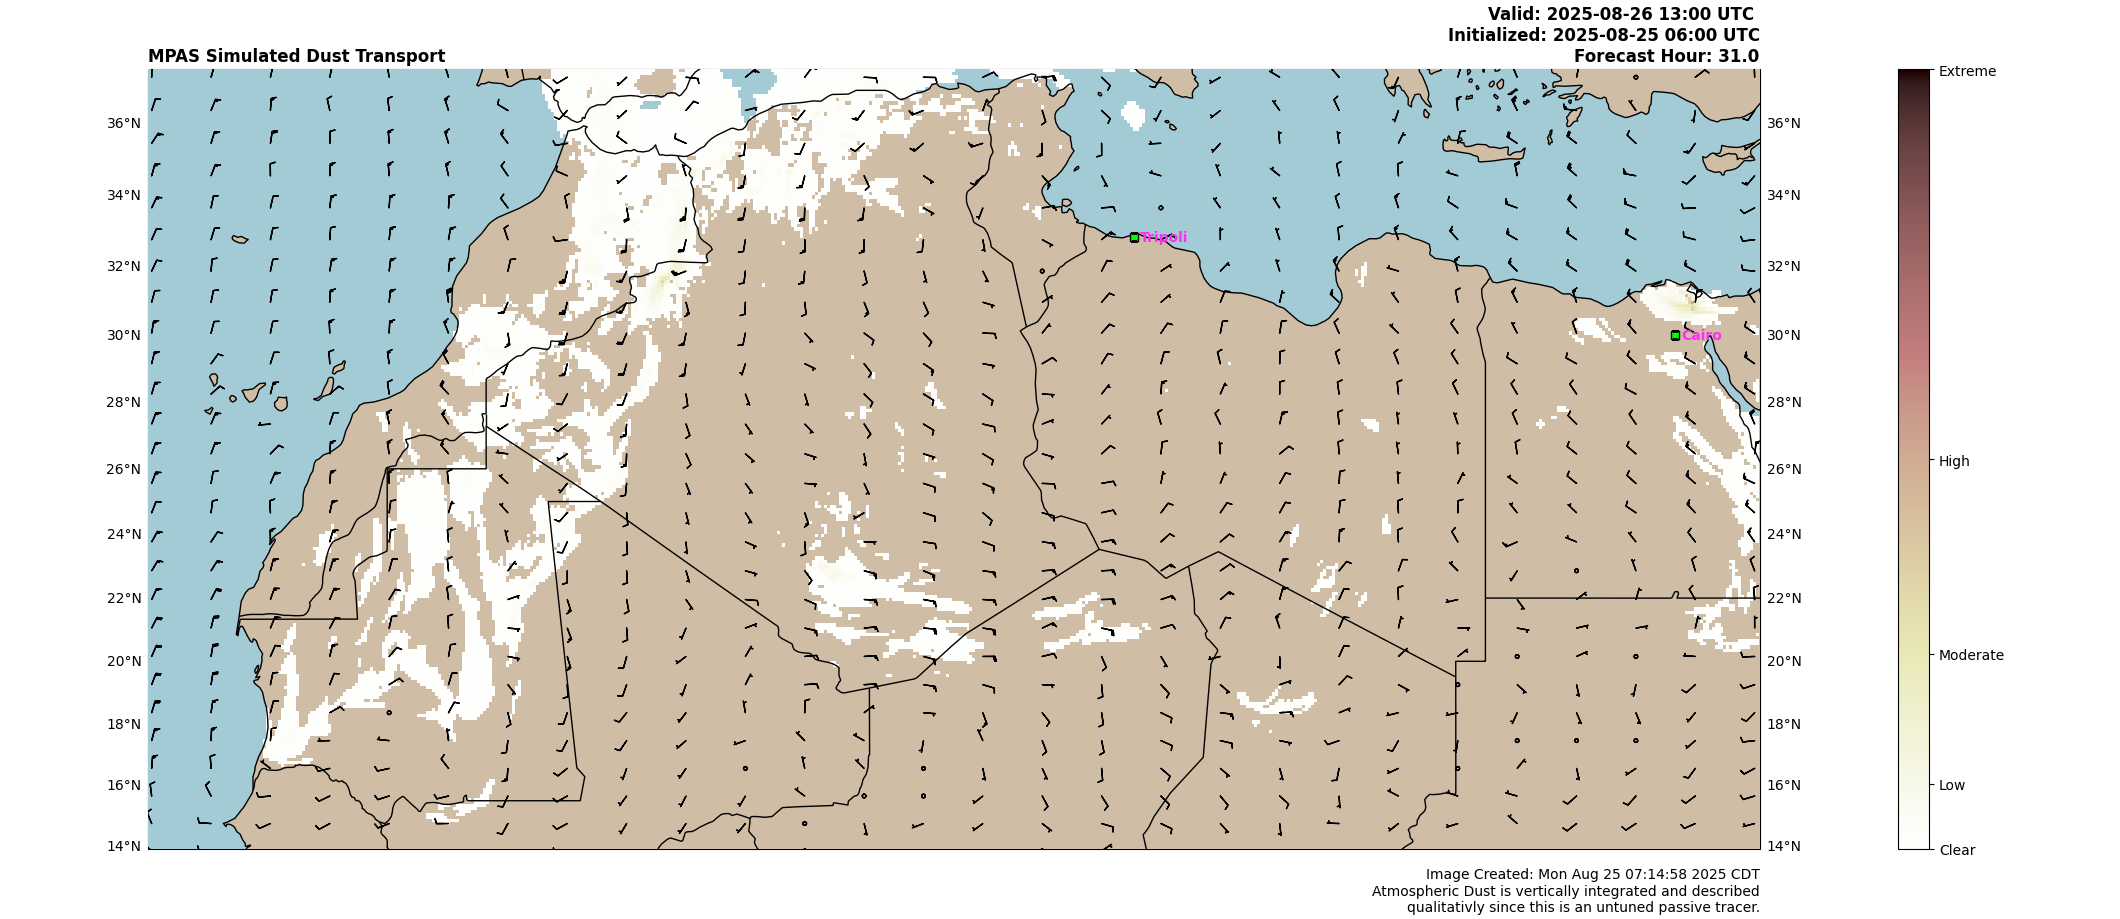 Valid: 2025-08-26 13:00 UTC
Initialized: 2025-08-25 06:00 UTC
MPAS Simulated Dust Transport
Forecast Hour: 31.0
Extreme
36°N
36°N
34°N
34°N
Tripoli
32°N
32°N
30°N
Cairo
30°N
28°N
28°N
High
26°N
26°N
24°N
24°N
22°N
22°N
Moderate
20°N
20°N
18°N
18°N
16°N
16°N
Low
14°N
14°N
Clear
Image Created: Mon Aug 25 07:14:58 2025 CDT
Atmospheric Dust is vertically integrated and described
qualitativly since this is an untuned passive tracer.